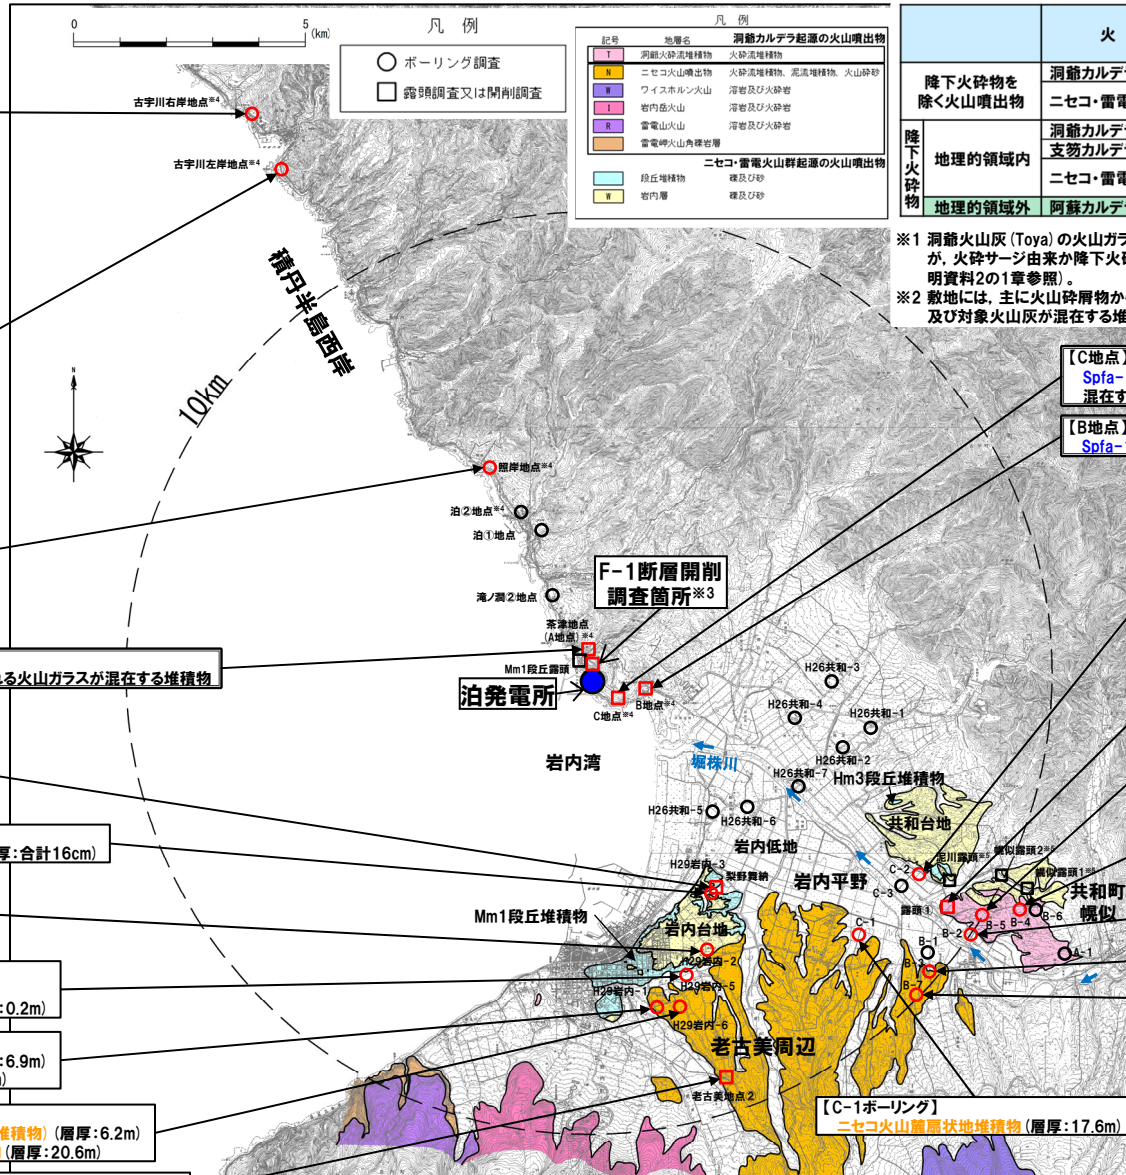 0
5
(km)
凡 例
ボーリング調査
露頭調査又は開削調査
凡 例
記号 地層名 洞爺カルデラ起源の火山噴出物
T 洞爺火砕流堆積物 火砕流堆積物
N ニセコ火山噴出物 火砕流堆積物、泥流堆積物、火山砕砂
W ワイスホルン火山 溶岩及び火砕岩
I 岩内岳火山 溶岩及び火砕岩
R 雷電山火山 溶岩及び火砕岩
雷電岬火山角礫岩層
ニセコ・雷電火山群起源の火山噴出物
段丘堆積物 礫及び砂
W 岩内層 礫及び砂
火
降下火砕物を
除く火山噴出物
洞爺カルデ
ニセコ・雷電
降下火砕物
地理的領域内
洞爺カルデ
支笏カルデ
ニセコ・雷電
地理的領域外 阿蘇カルデ
※1 洞爺火山灰(Toya)の火山ガラ
が,火砕サージ由来か降下火砕
明資料2の1章参照)。
※2 敷地には,主に火山砕屑物か
及び対象火山灰が混在する堆
古宇川右岸地点※4
古宇川左岸地点※4
積丹半島西岸
10km
N
【C地点】
Spfa-
混在す
【B地点】
Spfa-1
照岸地点※4
泊②地点※4
泊①地点
F-1断層開削
調査箇所※3
滝ノ澗②地点
茶津地点
(A地点)※4
Mm1段丘露頭
る火山ガラスが混在する堆積物
泊発電所
C地点※4
B地点※4
H26共和-3
H26共和-4
H26共和-1
H26共和-2
岩内湾
堀株川
H26共和-7
Hm3段丘堆積物
H26共和-5
H26共和-6
共和台地
厚:合計16cm)
岩内低地
H29岩内-3
梨野舞納
岩内平野
C-2
泥川露頭※5
幌似露頭2※5
幌似露頭1※5
C-3
共和町
幌似
露頭①
Mm1段丘堆積物
岩内台地
C-1
B-2
B-5
B-4
B-6
B-1
A-1
H29岩内-2
B-3
H29岩内-1
H29岩内-5
B-7
:0.2m)
H29岩内-6
老古美周辺
:6.9m)
)
老古美地点2
【C-1ボーリング】
ニセコ火山麓扇状地堆積物(層厚:17.6m)
堆積物)(層厚:6.2m)
(層厚:20.6m)